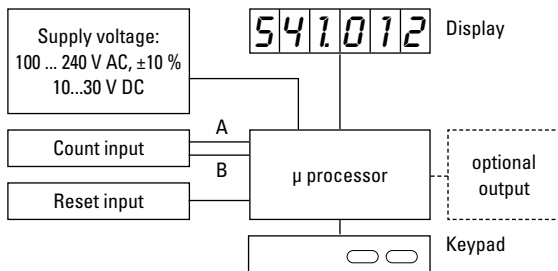 Supply voltage:
100 ... 240 V AC, ±10 %
10...30 V DC
541.012
Display
A
Count input
B
µ processor
optional
output
Reset input
Keypad